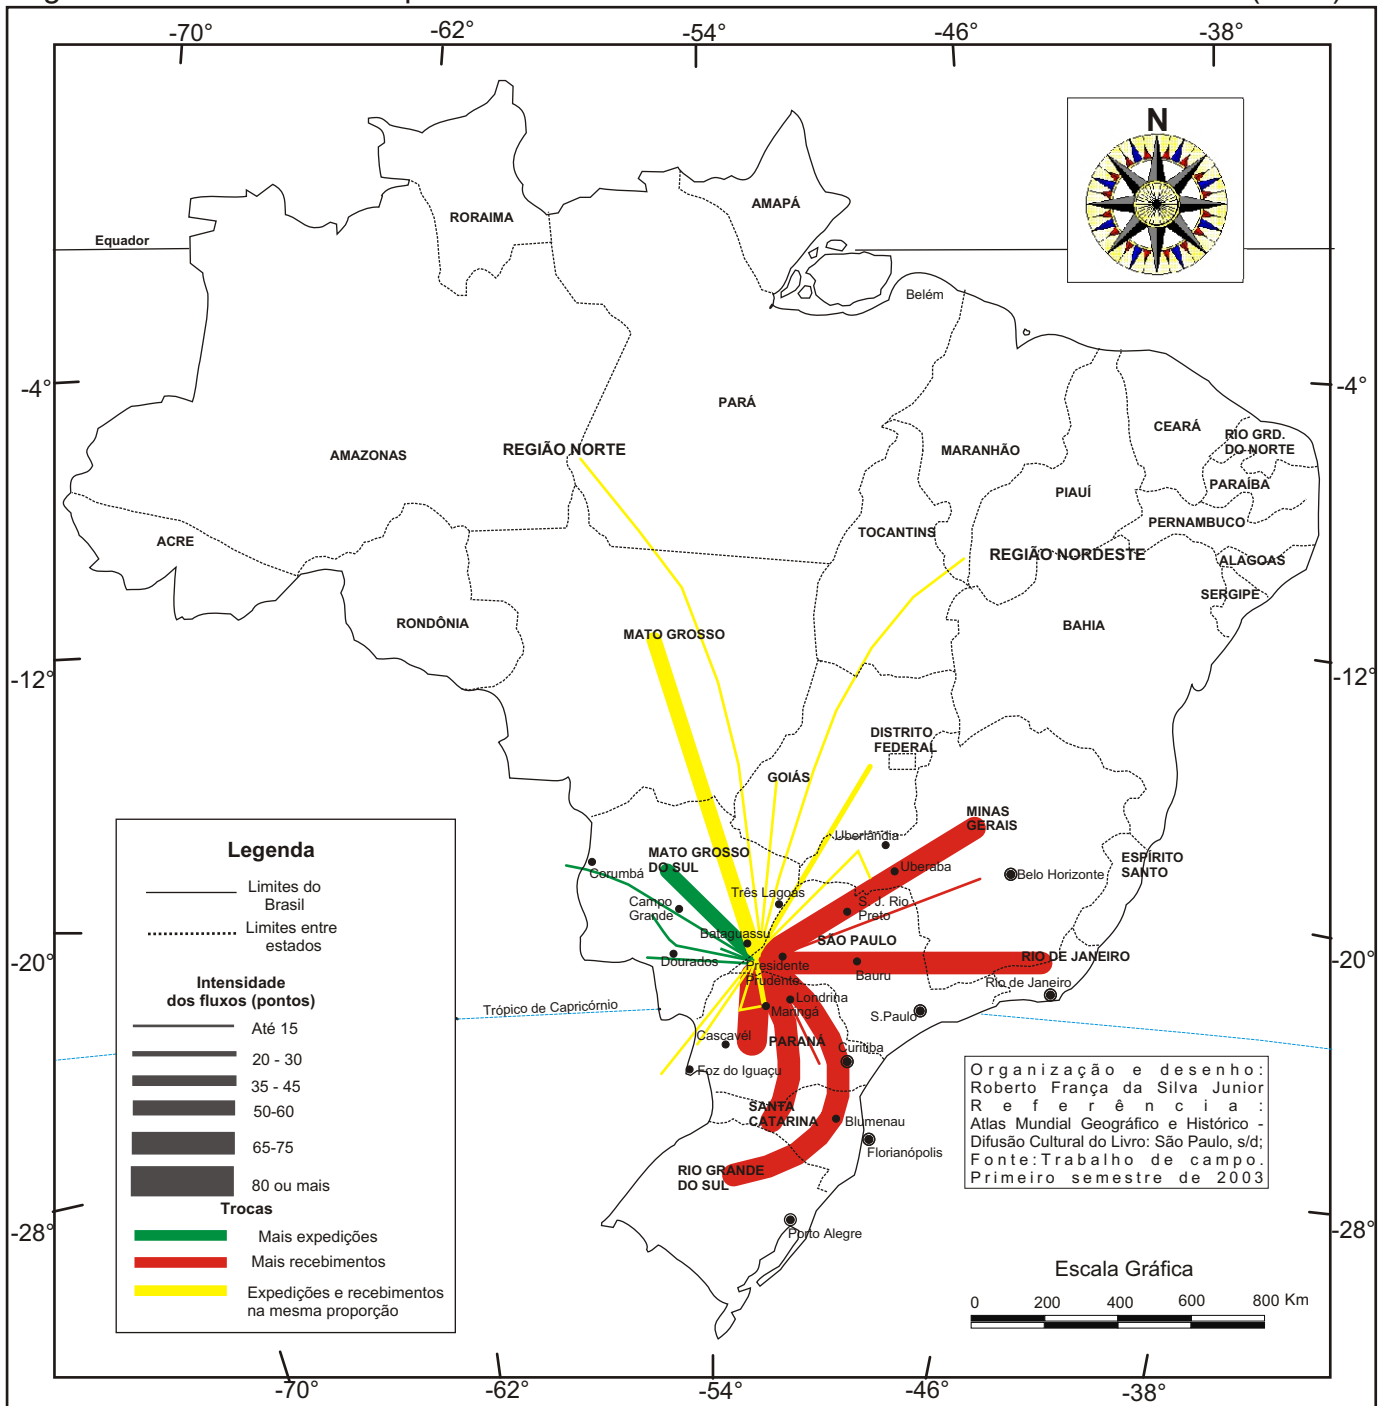 -70°
-62°
-54°
-46°
-38°
N
RORAIMA
AMAPÁ
Equador
Belém
-4°
-4°
PARÁ
CEARÁ
RIO GRD.
DO NORTE
AMAZONAS
REGIÃO NORTE
MARANHÃO
PIAUÍ
PARAÍBA
PERNAMBUCO
ACRE
TOCANTINS
REGIÃO NORDESTE
ALAGOAS
SERGIPE
RONDÔNIA
MATO GROSSO
BAHIA
-12°
-12°
DISTRITO
FEDERAL
GOIÁS
MINAS
GERAIS
Uberlândia
ESPÍRITO
SANTO
MATO GROSSO
DO SUL
Corumbá
Uberaba
Belo Horizonte
Três Lagoas
Campo
Grande
S. J. Rio
Preto
Bataguassu
SÃO PAULO
Dourados
Presidente
Prudente
Bauru
RIO DE JANEIRO
-20°
-20°
Rio de Janeiro
Londrina
Maringá
Trópico de Capricórnio
S.Paulo
Cascavél
PARANÁ
Curitiba
Foz do Iguaçu
SANTA
CATARINA
Blumenau
Florianópolis
RIO GRANDE
DO SUL
Porto Alegre
-28°
-28°
Legenda
Limites do
Brasil
Limites entre
estados
Intensidade
dos fluxos (pontos)
Até 15
20 - 30
35 - 45
50-60
65-75
80 ou mais
Trocas
Mais expedições
Mais recebimentos
Expedições e recebimentos
na mesma proporção
Organização e desenho:
Roberto França da Silva Junior
Referência:
Atlas Mundial Geográfico e Histórico -
Difusão Cultural do Livro: São Paulo, s/d;
Fonte:Trabalho de campo.
Primeiro semestre de 2003
Escala Gráfica
0 200 400 600 800 Km
-70°
-62°
-54°
-46°
-38°